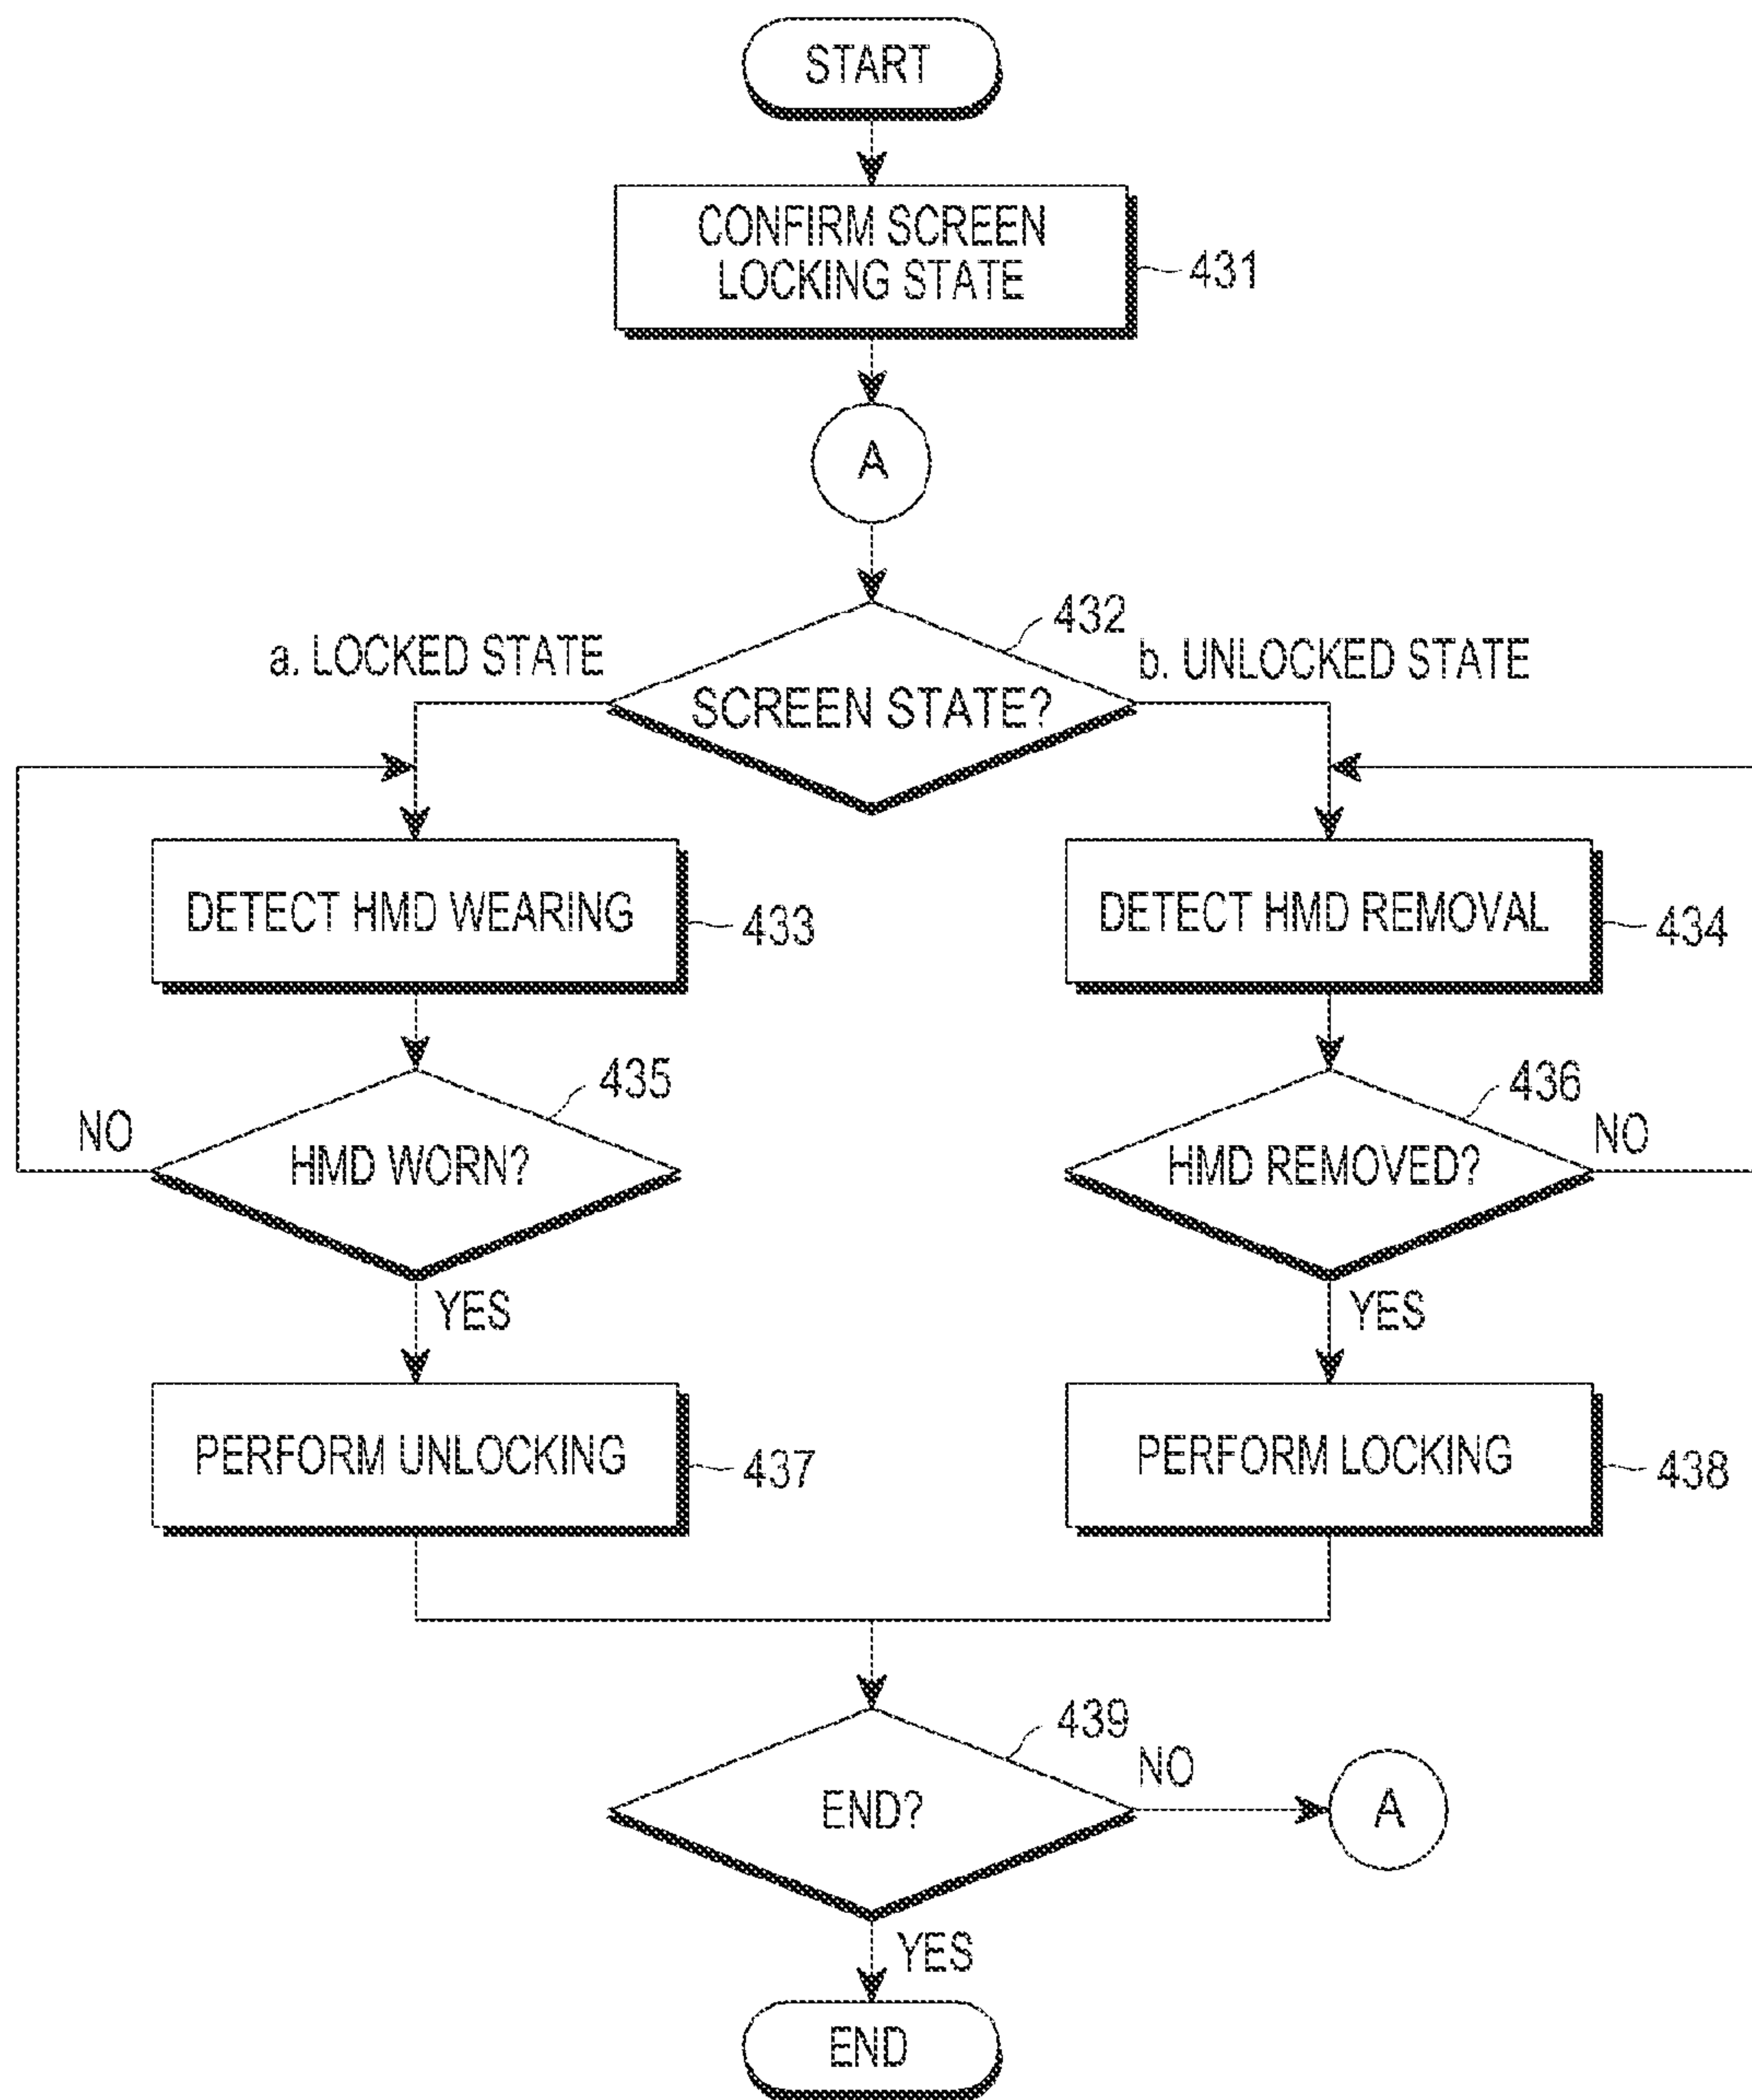 START
CONFIRM SCREEN
LOCKING STATE
431
A
432
a. LOCKED STATE
b. UNLOCKED STATE
SCREEN STATE?
DETECT HMD WEARING
433
DETECT HMD REMOVAL
434
435
436
NO
HMD WORN?
HMD REMOVED?
NO
YES
YES
PERFORM UNLOCKING
437
PERFORM LOCKING
438
439
NO
END?
A
YES
END